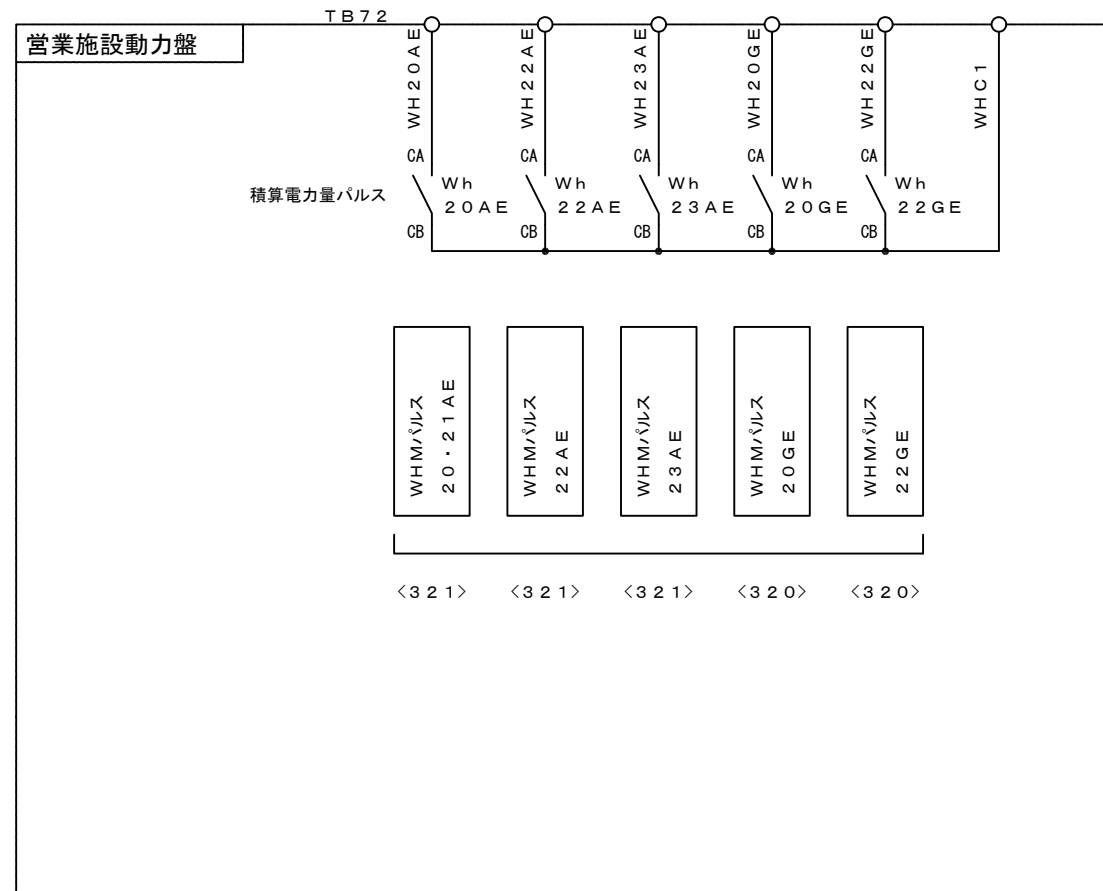 TB72
営業施設動力盤
WH20AE
WH22AE
WH23AE
WH20GE
WH22GE
WHC1
CA
CA
CA
CA
CA
積算電力量パルス
Wh
20AE
Wh
22AE
Wh
23AE
Wh
20GE
Wh
22GE
CB
CB
CB
CB
CB
WHMパルス
20・21AE
WHMパルス
22AE
WHMパルス
23AE
WHMパルス
20GE
WHMパルス
22GE
<321> <321> <321> <320> <320>